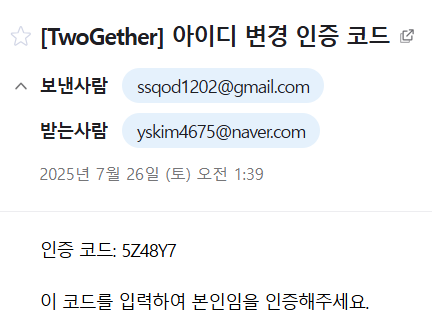 [TwoGether] 아이디 변경 인증 코드
보낸사람 ssqod1202@gmail.com
받는사람 yskim4675@naver.com
2025년 7월 26일 (토) 오전 1:39
인증 코드: 5Z48Y7
이 코드를 입력하여 본인임을 인증해주세요.